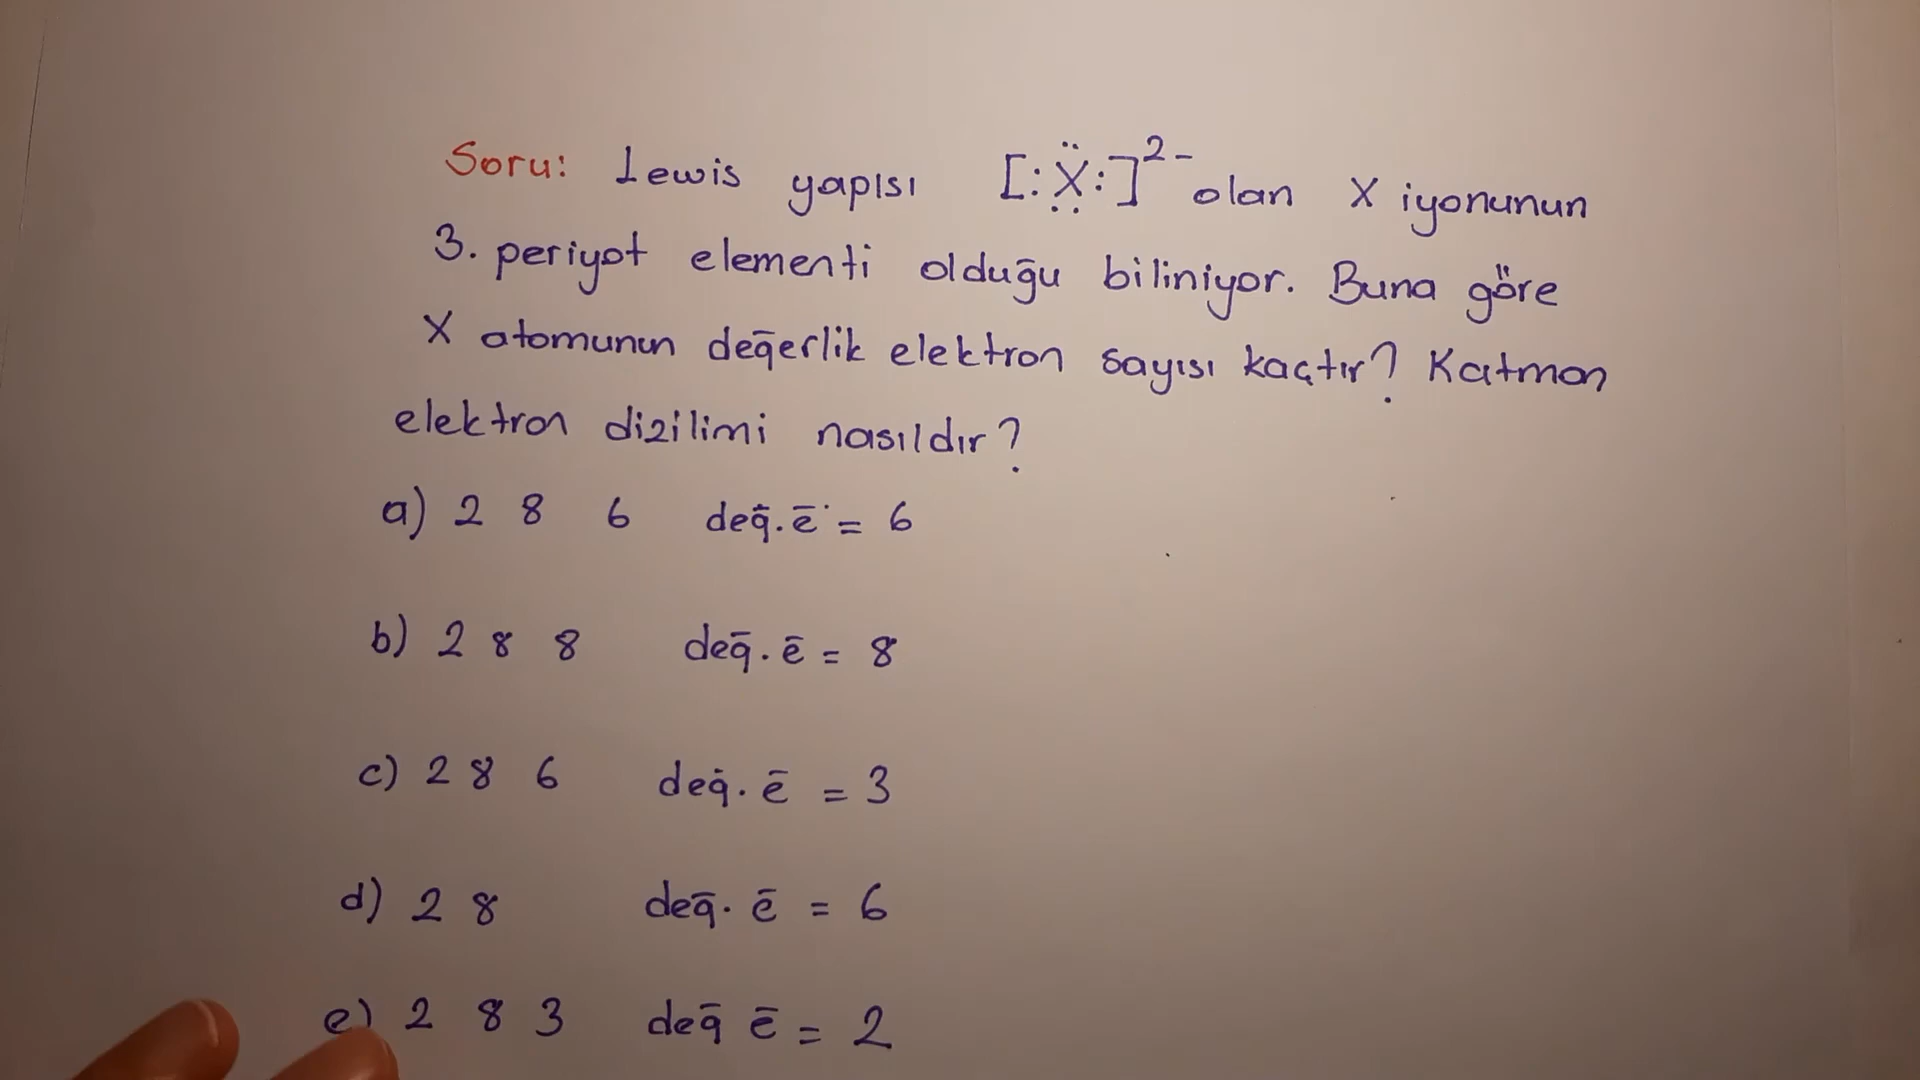 Soru: Lewis yapısı [:Ẍ:]²⁻ olan X iyonunun
3. periyot elementi olduğu biliniyor. Buna göre
X atomunun değerlik elektron sayısı kaçtır? Katman
elektron dizilimi nasıldır?
a) 2 8 6 değ. ē = 6
b) 2 8 8 değ. ē = 8
c) 2 8 6 değ. ē = 3
d) 2 8 değ. ē = 6
e) 2 8 3 değ ē = 2